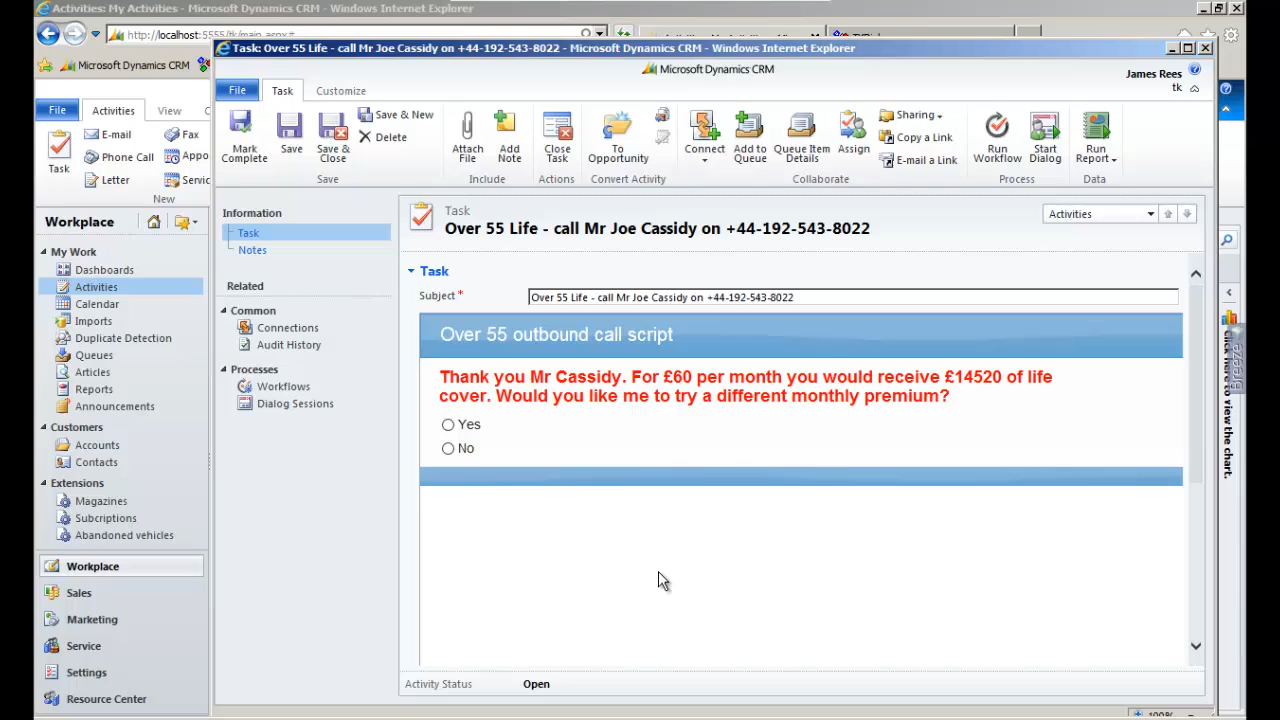 Activities: My Activities - Microsoft Dynamics CRM - Windows Internet Explorer
http://localhost:5555/tk/main.aspx#
Task: Over 55 Life - call Mr Joe Cassidy on +44-192-543-8022 - Microsoft Dynamics CRM - Windows Internet Explorer
Microsoft Dynamics CRM
Microsoft Dynamics CRM
James Rees
tk
File
Activities
View
File
Task
Customize
Task
E-mail
Phone Call
Letter
Fax
Appo
Servic
New
Mark Complete
Save
Save & Close
Save & New
Delete
Save
Attach File
Add Note
Include
Close Task
Actions
To Opportunity
Convert Activity
Connect
Add to Queue
Queue Item Details
Assign
Sharing
Copy a Link
E-mail a Link
Collaborate
Run Workflow
Start Dialog
Process
Run Report
Data
Workplace
My Work
Dashboards
Activities
Calendar
Imports
Duplicate Detection
Queues
Articles
Reports
Announcements
Customers
Accounts
Contacts
Extensions
Magazines
Subcriptions
Abandoned vehicles
Workplace
Sales
Marketing
Service
Settings
Resource Center
Information
Task
Notes
Related
Common
Connections
Audit History
Processes
Workflows
Dialog Sessions
Task
Over 55 Life - call Mr Joe Cassidy on +44-192-543-8022
Activities
Task
Subject *
Over 55 Life - call Mr Joe Cassidy on +44-192-543-8022
Over 55 outbound call script
Thank you Mr Cassidy. For £60 per month you would receive £14520 of life
cover. Would you like me to try a different monthly premium?
Yes
No
Activity Status
Open
Click here to view the chart.